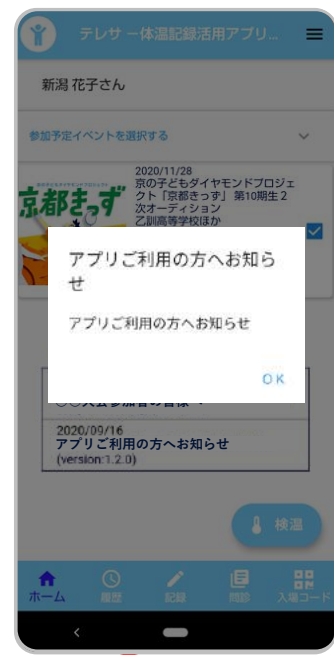 テレサ ー体温記録活用アプリ...
新潟 花子さん
参加予定イベントを選択する
2020/11/28
京の子どもダイヤモンドプロジェ
クト「京都きっず」第10期生2
次オーディション
乙訓高等学校ほか
京都きっず
アプリご利用の方へお知ら
せ
アプリご利用の方へお知らせ
OK
2020/09/16
アプリご利用の方へお知らせ
(version:1.2.0)
検温
ホーム
履歴
記録
問診
入場コード